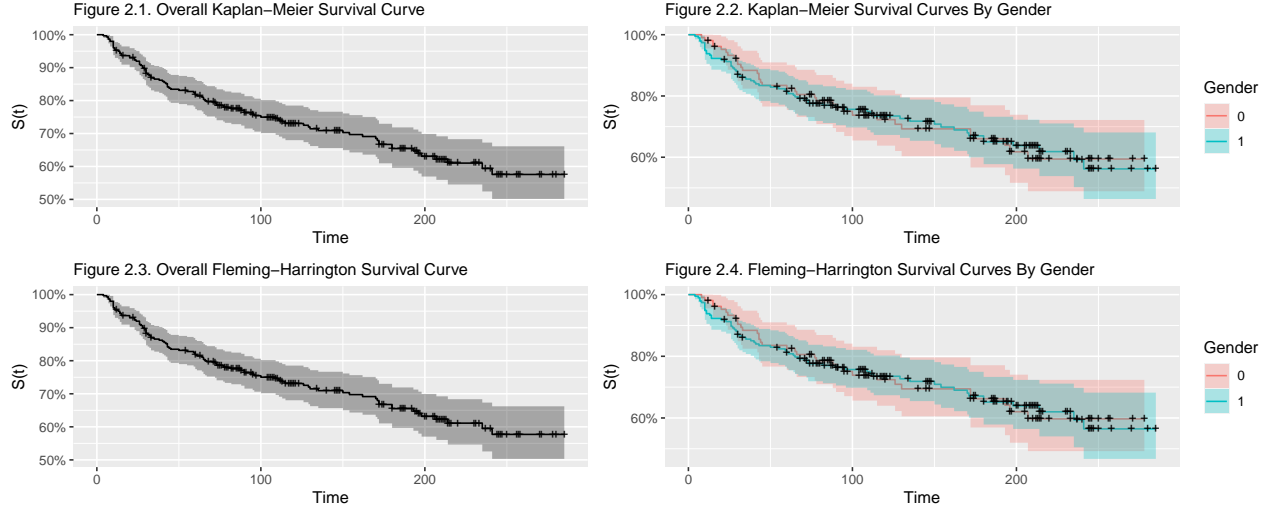 Figure 2.1. Overall Kaplan−Meier Survival Curve
100%
90%
80%
70%
60%
50%
S(t)
0
100
200
Time
Figure 2.2. Kaplan−Meier Survival Curves By Gender
100%
80%
60%
S(t)
0
100
200
Time
Gender
0
1
Figure 2.3. Overall Fleming−Harrington Survival Curve
100%
90%
80%
70%
60%
50%
S(t)
0
100
200
Time
Figure 2.4. Fleming−Harrington Survival Curves By Gender
100%
80%
60%
S(t)
0
100
200
Time
Gender
0
1